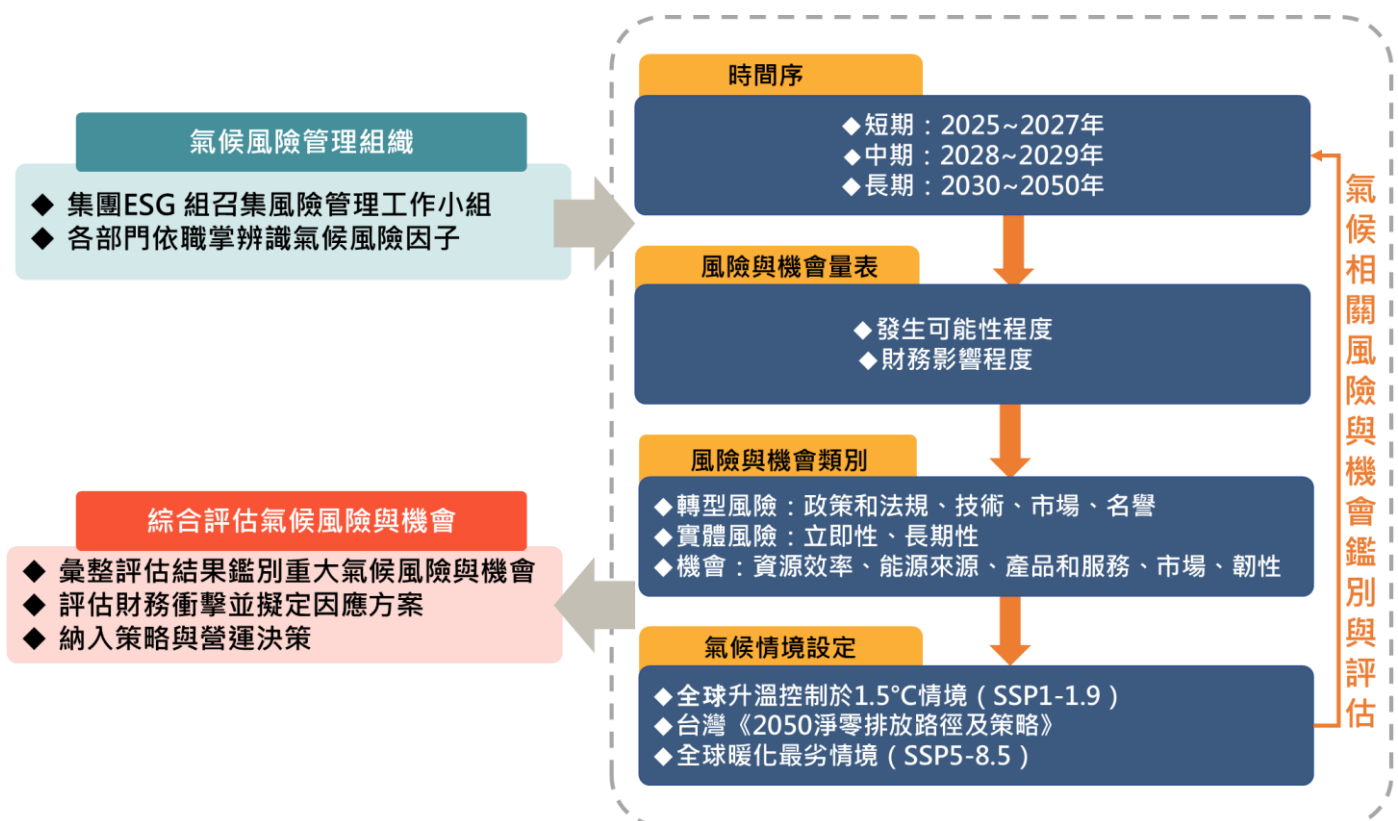 氣候風險管理組織
◆ 集團ESG 組召集風險管理工作小組
◆ 各部門依職掌辨識氣候風險因子
時間序
◆短期：2025~2027年
◆中期：2028~2029年
◆長期：2030~2050年
風險與機會量表
◆發生可能性程度
◆財務影響程度
風險與機會類別
◆轉型風險：政策和法規、技術、市場、名譽
◆實體風險：立即性、長期性
◆機會：資源效率、能源來源、產品和服務、市場、韌性
氣候情境設定
◆全球升溫控制於1.5°C情境（SSP1-1.9）
◆台灣《2050淨零排放路徑及策略》
◆全球暖化最劣情境（SSP5-8.5）
氣候相關風險與機會鑑別與評估
綜合評估氣候風險與機會
◆ 彙整評估結果鑑別重大氣候風險與機會
◆ 評估財務衝擊並擬定因應方案
◆ 納入策略與營運決策